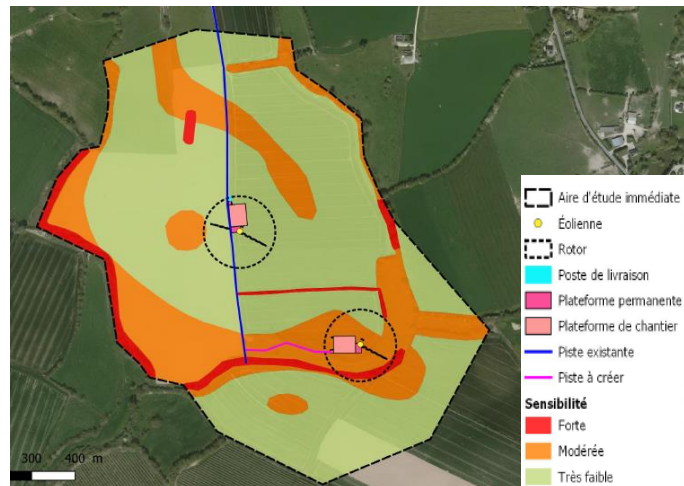 Aire d'étude immédiate
Éolienne
Rotor
Poste de livraison
Plateforme permanente
Plateforme de chantier
Piste existante
Piste à créer
Sensibilité
Forte
Modérée
Très faible
300 400 m